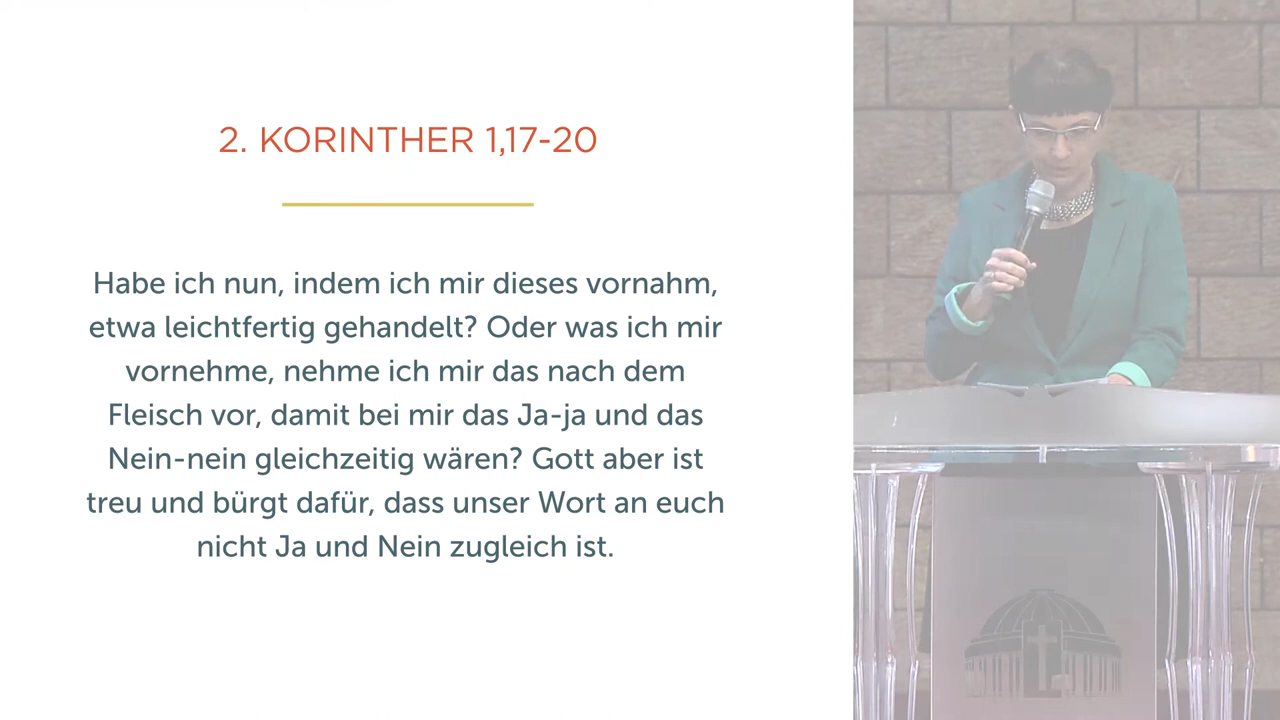 2. KORINTHER 1,17-20
Habe ich nun, indem ich mir dieses vornahm,
etwa leichtfertig gehandelt? Oder was ich mir
vornehme, nehme ich mir das nach dem
Fleisch vor, damit bei mir das Ja-ja und das
Nein-nein gleichzeitig wären? Gott aber ist
treu und bürgt dafür, dass unser Wort an euch
nicht Ja und Nein zugleich ist.